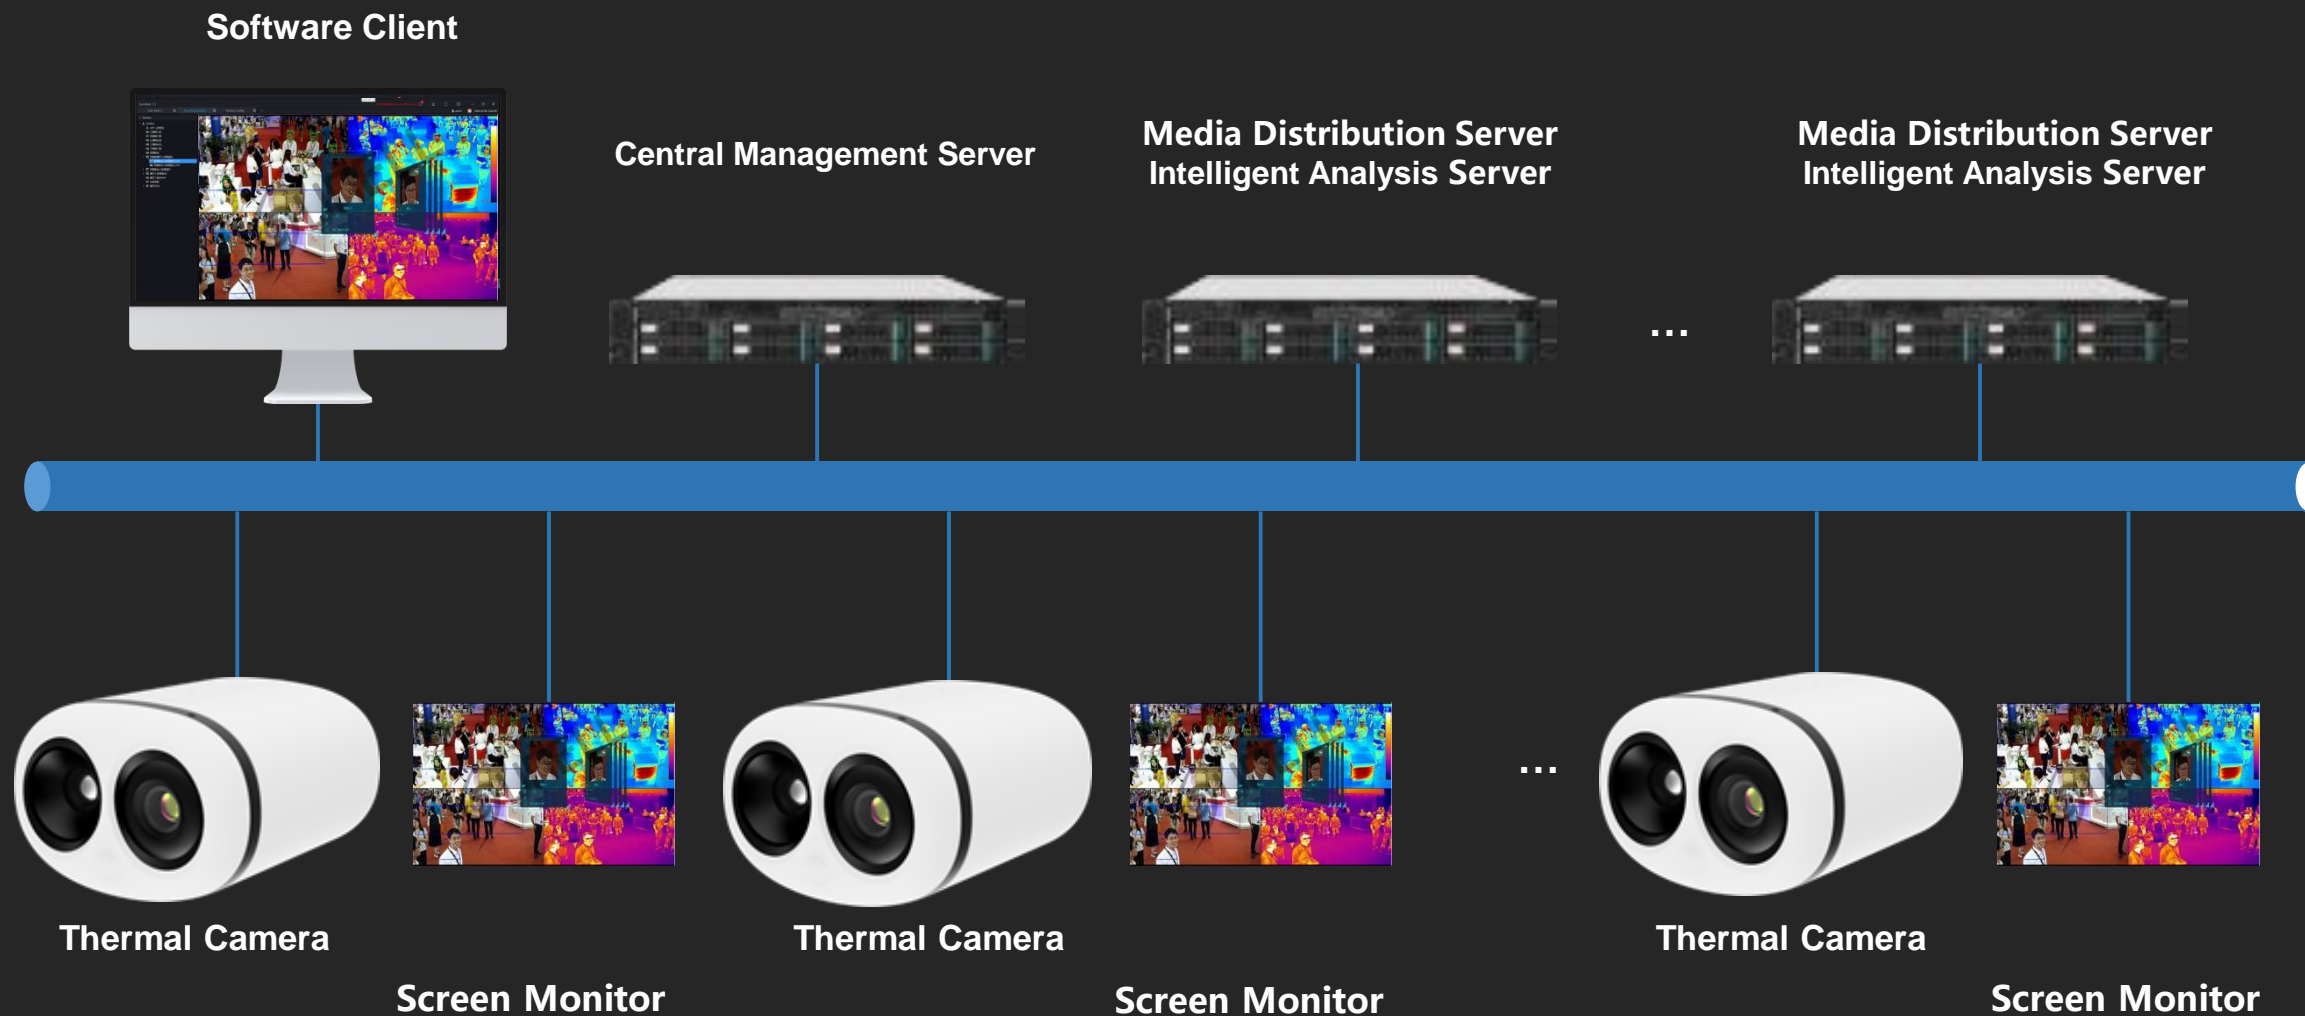 Software Client
Central Management Server
Media Distribution Server
Intelligent Analysis Server
Media Distribution Server
Intelligent Analysis Server
...
...
Thermal Camera
Thermal Camera
Thermal Camera
Screen Monitor
Screen Monitor
Screen Monitor